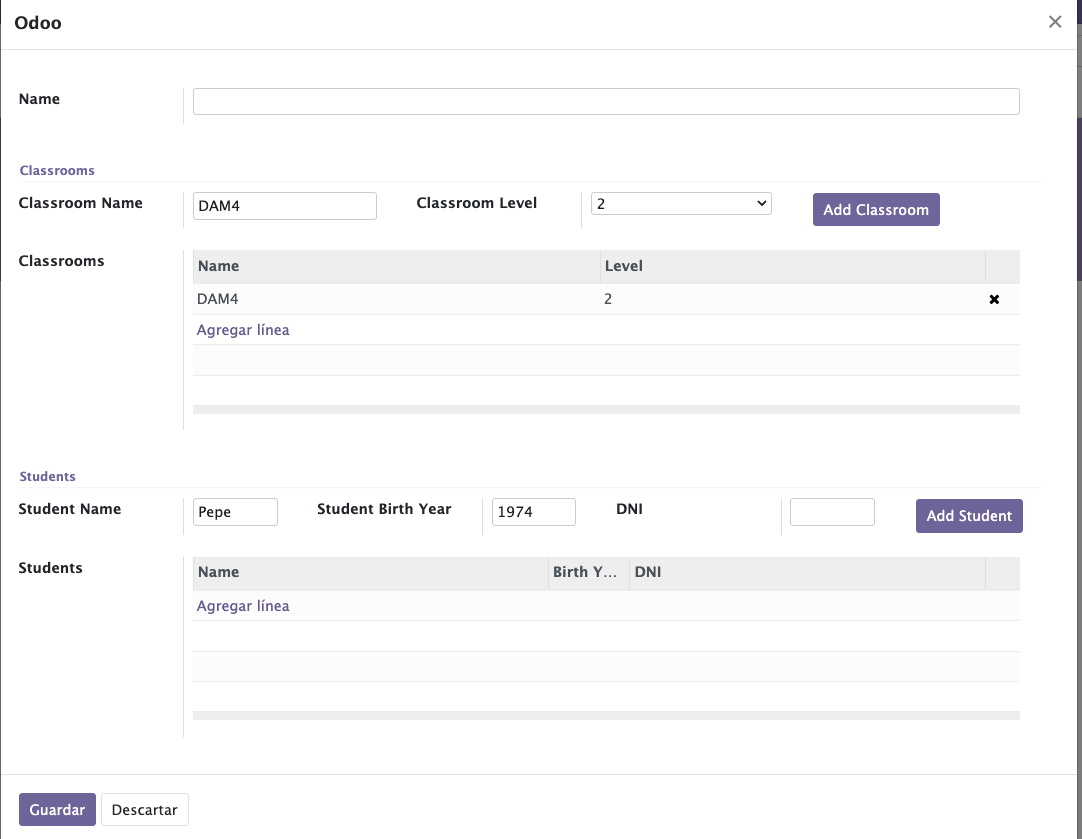 Odoo ×
Name
Classrooms
Classroom Name DAM4 Classroom Level 2 Add Classroom
Classrooms Name Level
DAM4 2 ✖
Agregar línea
Students
Student Name Pepe Student Birth Year 1974 DNI Add Student
Students Name Birth Y... DNI
Agregar línea
Guardar Descartar